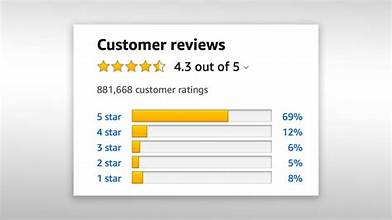 Customer reviews
4.3 out of 5
881,668 customer ratings
5 star 69%
4 star 12%
3 star 6%
2 star 5%
1 star 8%